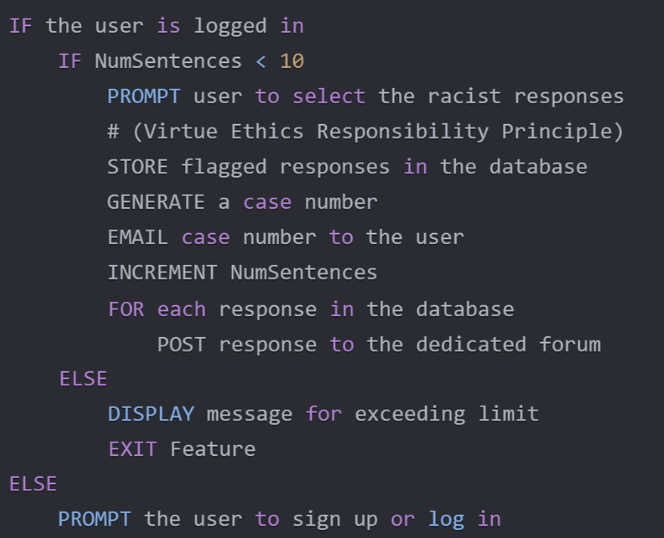 IF the user is logged in
IF NumSentences < 10
PROMPT user to select the racist responses
# (Virtue Ethics Responsibility Principle)
STORE flagged responses in the database
GENERATE a case number
EMAIL case number to the user
INCREMENT NumSentences
FOR each response in the database
POST response to the dedicated forum
ELSE
DISPLAY message for exceeding limit
EXIT Feature
ELSE
PROMPT the user to sign up or log in